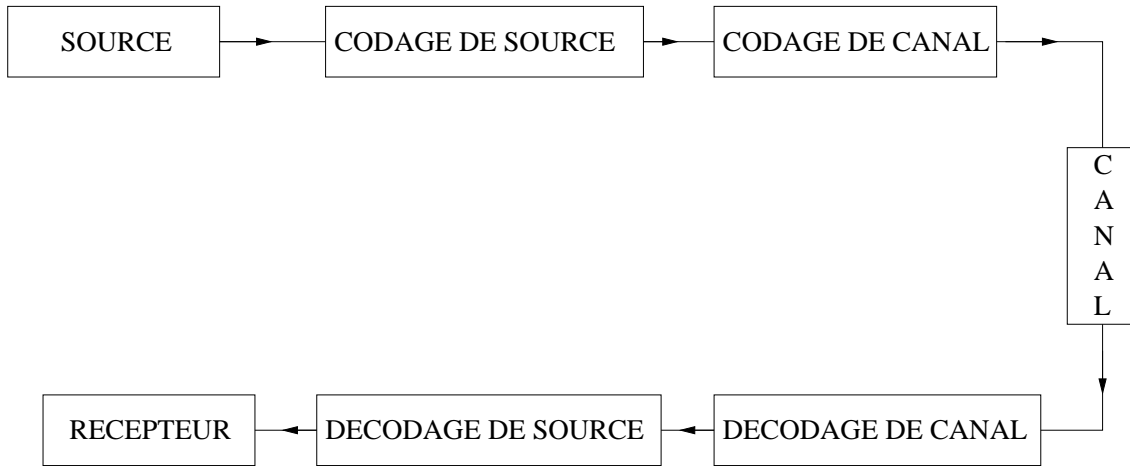 SOURCE
CODAGE DE SOURCE
CODAGE DE CANAL
C
A
N
A
L
RECEPTEUR
DECODAGE DE SOURCE
DECODAGE DE CANAL